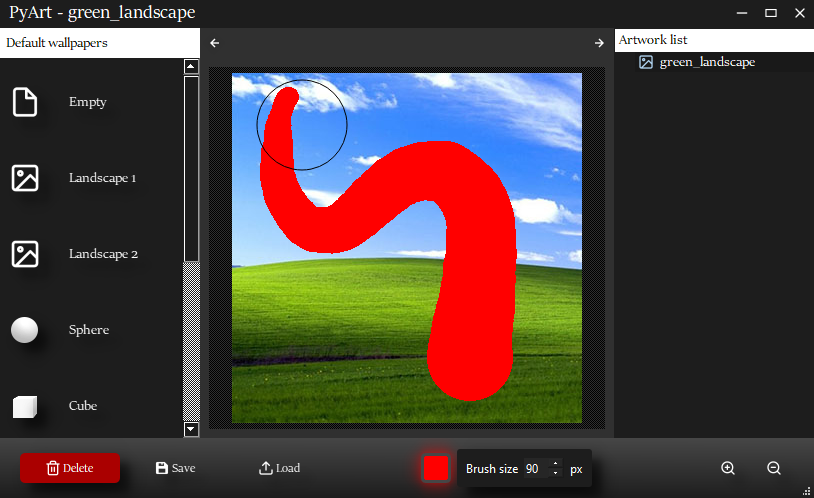 PyArt - green_landscape
Default wallpapers
Artwork list
green_landscape
Empty
Landscape 1
Landscape 2
Sphere
Cube
Delete
Save
Load
Brush size 90 px